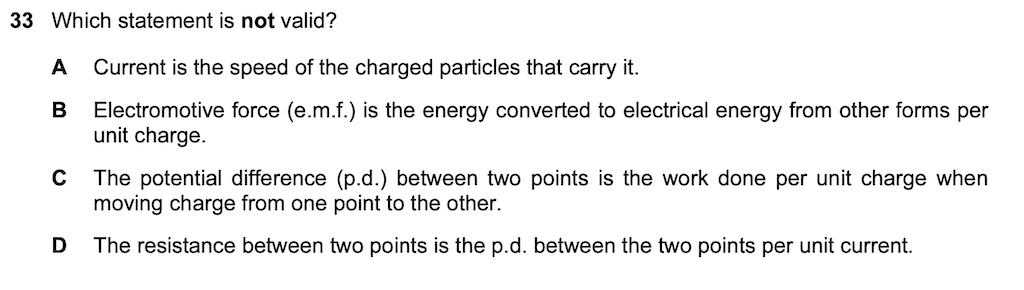 33 Which statement is not valid?
A Current is the speed of the charged particles that carry it.
B Electromotive force (e.m.f.) is the energy converted to electrical energy from other forms per
unit charge.
C The potential difference (p.d.) between two points is the work done per unit charge when
moving charge from one point to the other.
D The resistance between two points is the p.d. between the two points per unit current.